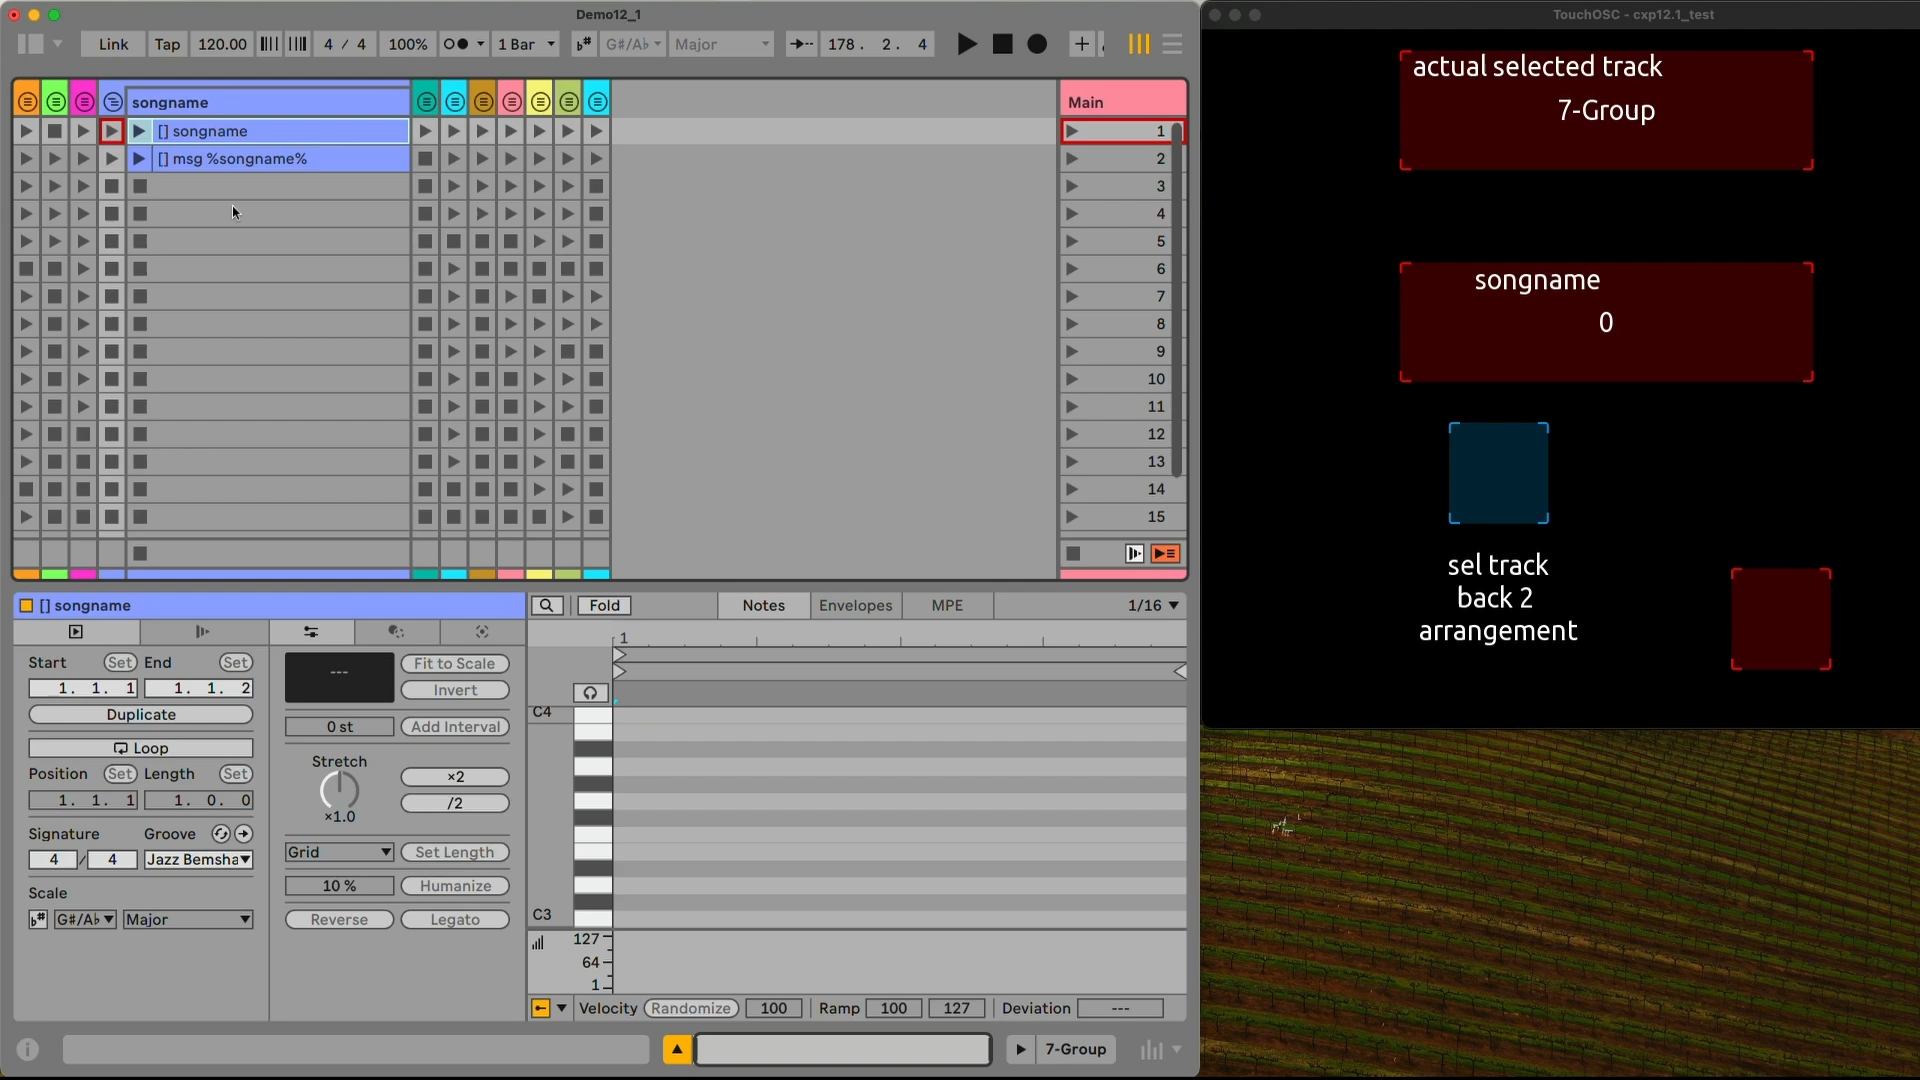 Demo12_1
TouchOSC - cxp12.1_test
Link
Tap
120.00
4 / 4
100%
1 Bar
G#/A♭
Major
178. 2. 4
songname
Main
[] songname
[] msg %songname%
1
2
3
4
5
6
7
8
9
10
11
12
13
14
15
actual selected track
7-Group
songname
0
sel track
back 2
arrangement
[] songname
Start Set End Set
1. 1. 1 1. 1. 2
Duplicate
Loop
Position Set Length Set
1. 1. 1 1. 0. 0
Signature Groove
4 / 4 Jazz Bemsha
Scale
G#/A♭ Major
---
Fit to Scale
Invert
0 st Add Interval
Stretch
×2
/2
×1.0
Grid Set Length
10 % Humanize
Reverse Legato
Fold Notes Envelopes MPE 1/16
1
C4
C3
127
64
1
Velocity Randomize 100 Ramp 100 127 Deviation ---
7-Group